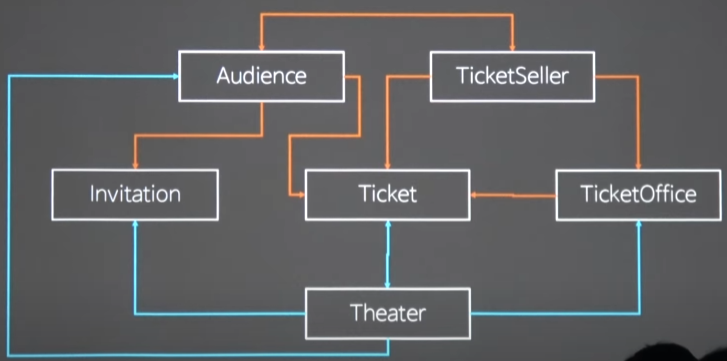 Audience
TicketSeller
Invitation
Ticket
TicketOffice
Theater